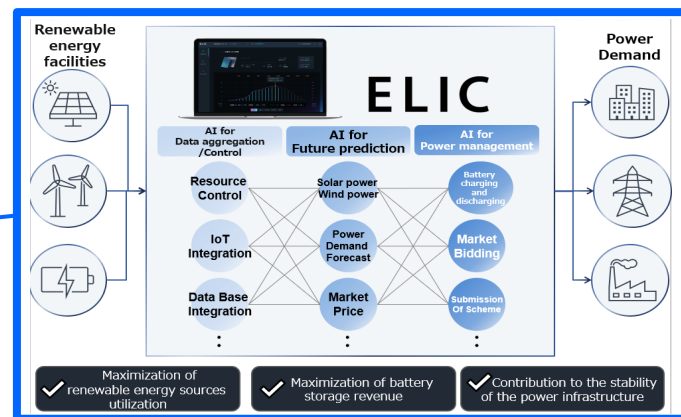 Renewable
energy
facilities
ELIC
Power
Demand
AI for
Data aggregation
/Control
AI for
Future prediction
AI for
Power management
Resource
Control
Solar power
Wind power
Battery
charging
and
discharging
IoT
Integration
Power
Demand
Forecast
Market
Bidding
Data Base
Integration
Market
Price
Submission
Of Scheme
Maximization of
renewable energy sources
utilization
Maximization of battery
storage revenue
Contribution to the stability
of the power infrastructure